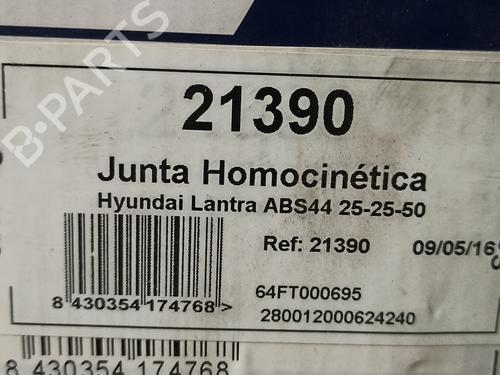 B-PARTS
21390
Junta Homocinética
Hyundai Lantra ABS44 25-25-50
Ref: 21390 09/05/16
64FT000695
8 430354 174768>
280012000624240
8 430354 174768